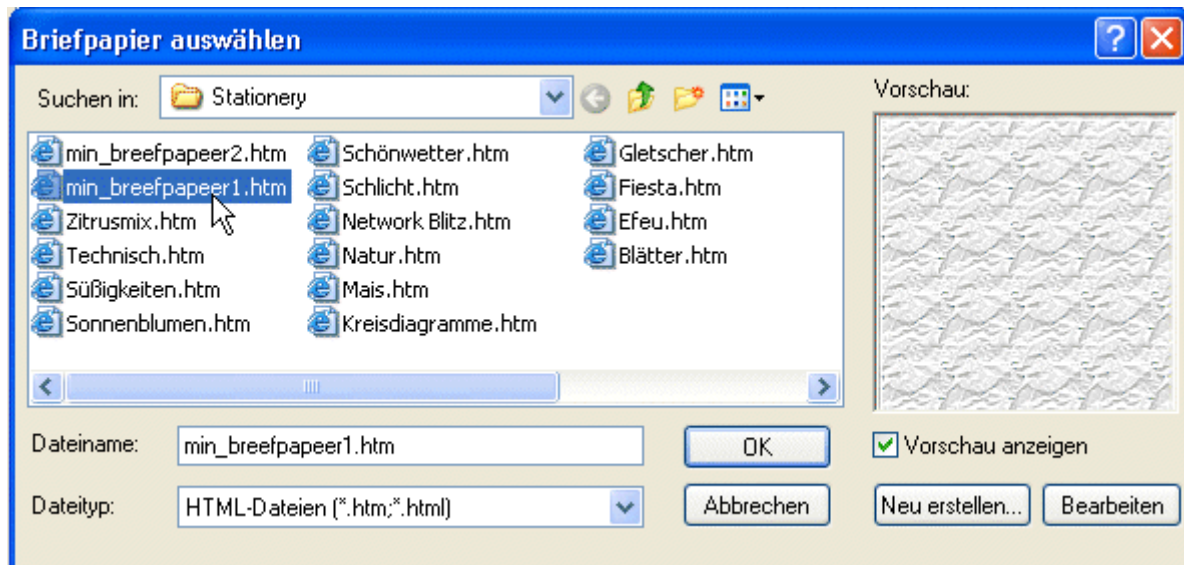 Briefpapier auswählen
Suchen in: Stationery
Vorschau:
min_breefpapeer2.htm Schönwetter.htm Gletscher.htm
min_breefpapeer1.htm Schlicht.htm Fiesta.htm
Zitrusmix.htm Network Blitz.htm Efeu.htm
Technisch.htm Natur.htm Blätter.htm
Süßigkeiten.htm Mais.htm
Sonnenblumen.htm Kreisdiagramme.htm
Dateiname: min_breefpapeer1.htm OK Vorschau anzeigen
Dateityp: HTML-Dateien (*.htm;*.html) Abbrechen Neu erstellen... Bearbeiten